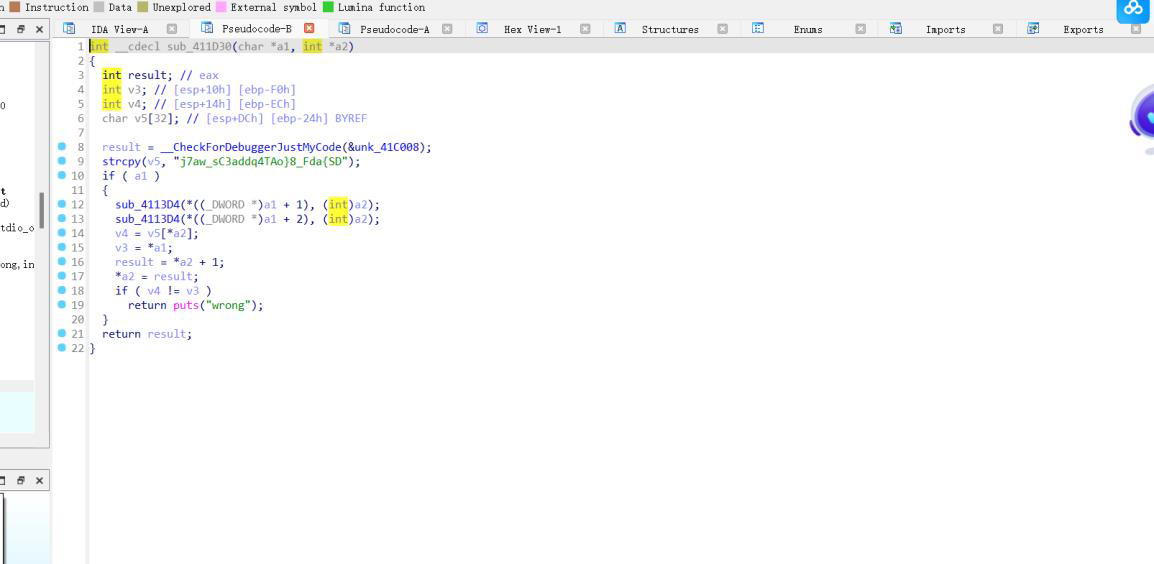 n Instruction Data Unexplored External symbol Lumina function
IDA View-A Pseudocode-B Pseudocode-A Hex View-1 Structures Enums Imports Exports
1 int __cdecl sub_411D30(char *a1, int *a2)
2 {
3 int result; // eax
4 int v3; // [esp+10h] [ebp-F0h]
5 int v4; // [esp+14h] [ebp-ECh]
6 char v5[32]; // [esp+DCh] [ebp-24h] BYREF
7
8 result = __CheckForDebuggerJustMyCode(&unk_41C008);
9 strcpy(v5, "j7aw_sC3addq4TAo}8_Fda{SD");
10 if ( a1 )
11 {
12 sub_4113D4(*((_DWORD *)a1 + 1), (int)a2);
13 sub_4113D4(*((_DWORD *)a1 + 2), (int)a2);
14 v4 = v5[*a2];
15 v3 = *a1;
16 result = *a2 + 1;
17 *a2 = result;
18 if ( v4 != v3 )
19 return puts("wrong");
20 }
21 return result;
22 }
0
t
d)
tdio_o
ong,in